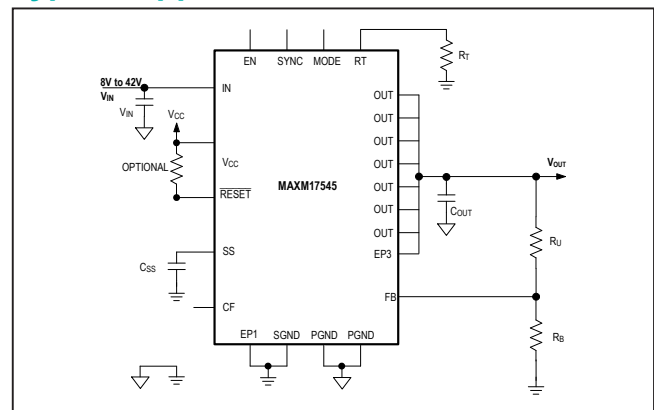 EN SYNC MODE RT
RT
8V to 42V
VIN
VIN
IN
VCC
VCC
OPTIONAL
RESET
MAXM17545
OUT
OUT
OUT
OUT
OUT
OUT
OUT
EP3
VOUT
COUT
RU
SS
CSS
CF
FB
RB
EP1 SGND PGND PGND